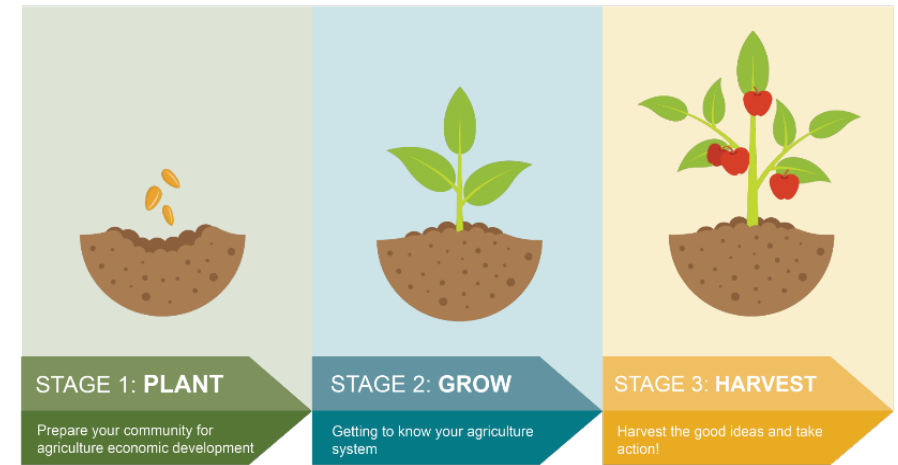 STAGE 1: PLANT
Prepare your community for
agriculture economic development
STAGE 2: GROW
Getting to know your agriculture
system
STAGE 3: HARVEST
Harvest the good ideas and take
action!